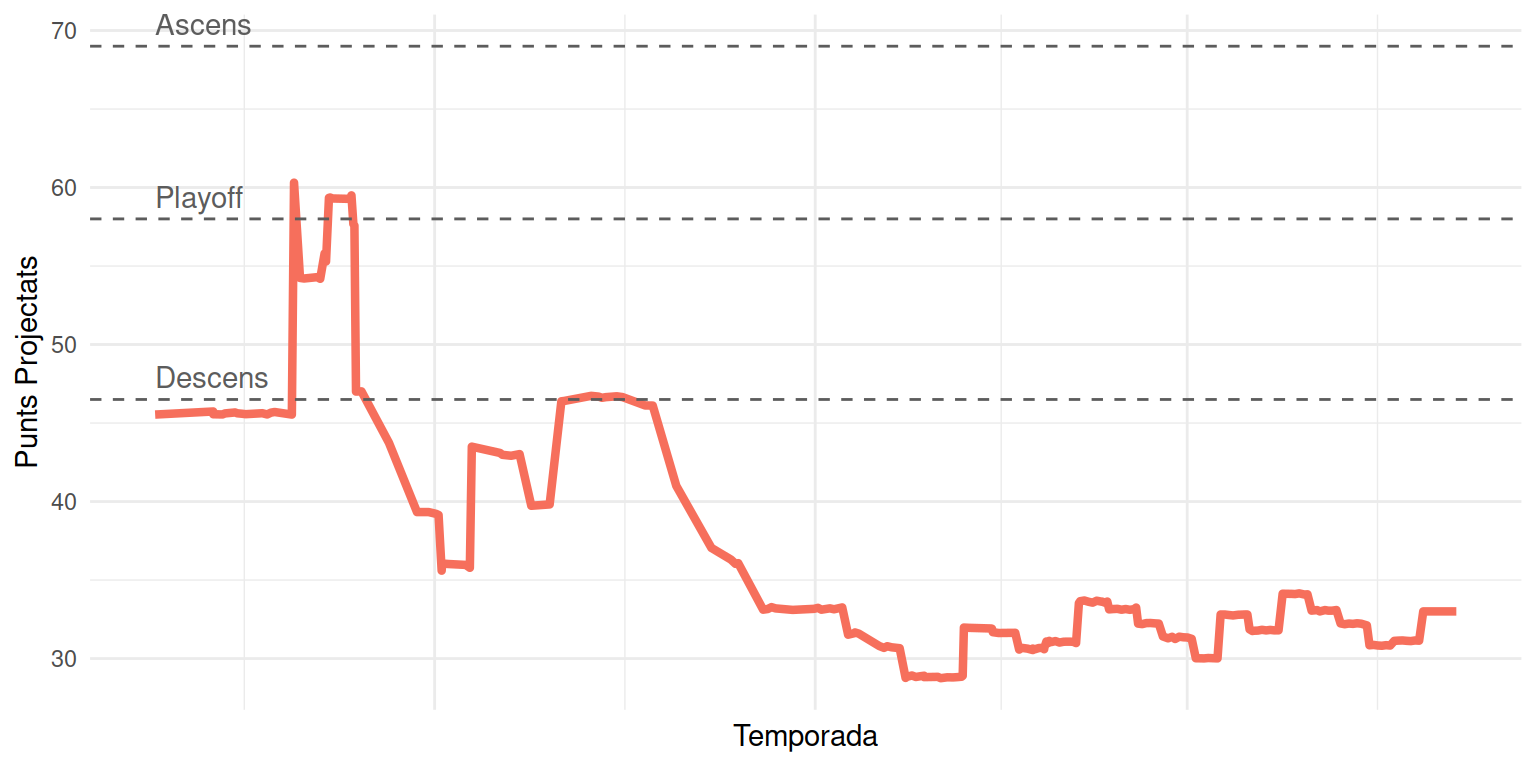 Ascens
Playoff
Descens
70
60
50
40
30
Punts Projectats
Temporada